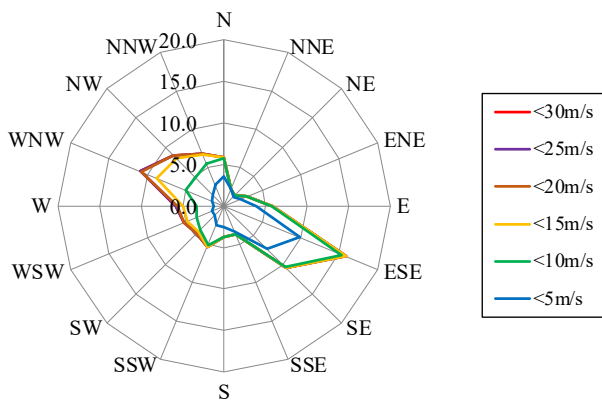 N
NNE
NE
ENE
E
ESE
SE
SSE
S
SSW
SW
WSW
W
WNW
NW
NNW
20.0
15.0
10.0
5.0
0.0
<30m/s
<25m/s
<20m/s
<15m/s
<10m/s
<5m/s